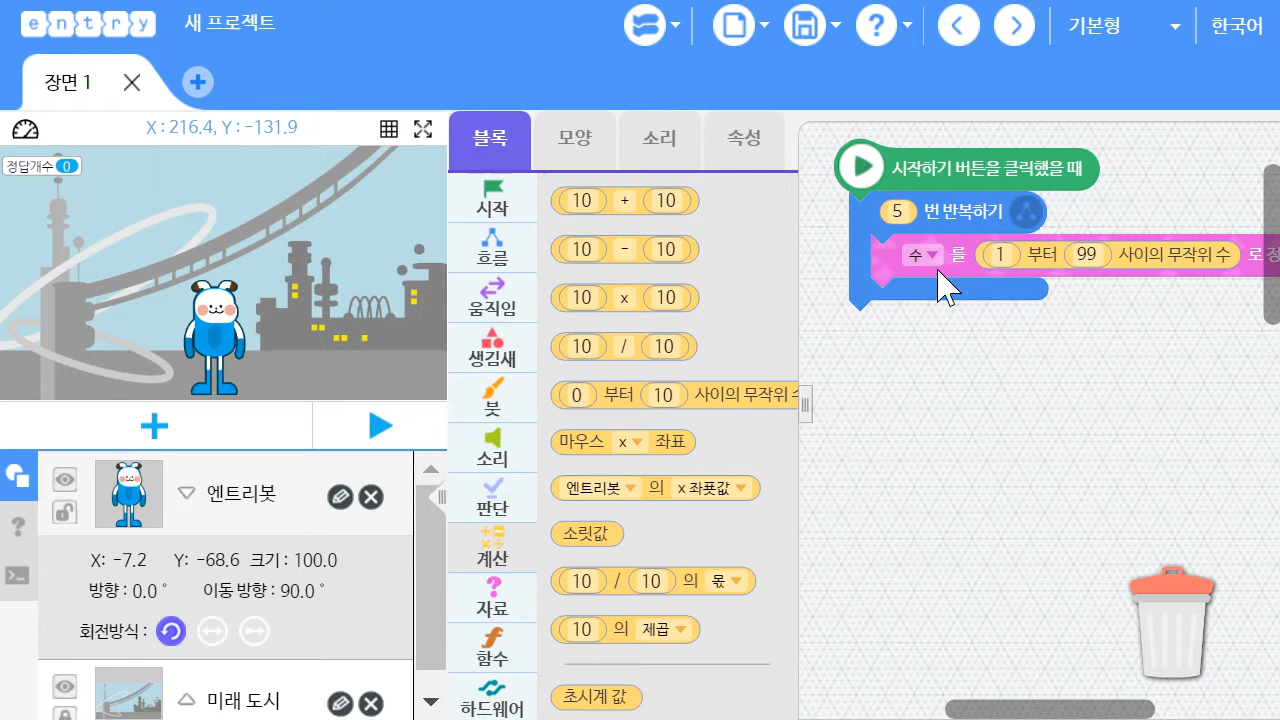 entry
새 프로젝트
기본형
한국어
장면 1
X : 216.4, Y : -131.9
정답개수 0
블록
모양
소리
속성
시작
흐름
움직임
생김새
붓
소리
판단
계산
자료
함수
하드웨어
10 + 10
10 - 10
10 x 10
10 / 10
0 부터 10 사이의 무작위 수
마우스 x 좌표
엔트리봇 의 x 좌푯값
소릿값
10 / 10 의 몫
10 의 제곱
초시계 값
시작하기 버튼을 클릭했을 때
5 번 반복하기
수 를 1 부터 99 사이의 무작위 수 로 정
엔트리봇
X: -7.2 Y: -68.6 크기 : 100.0
방향 : 0.0 ° 이동 방향 : 90.0 °
회전방식 :
미래 도시